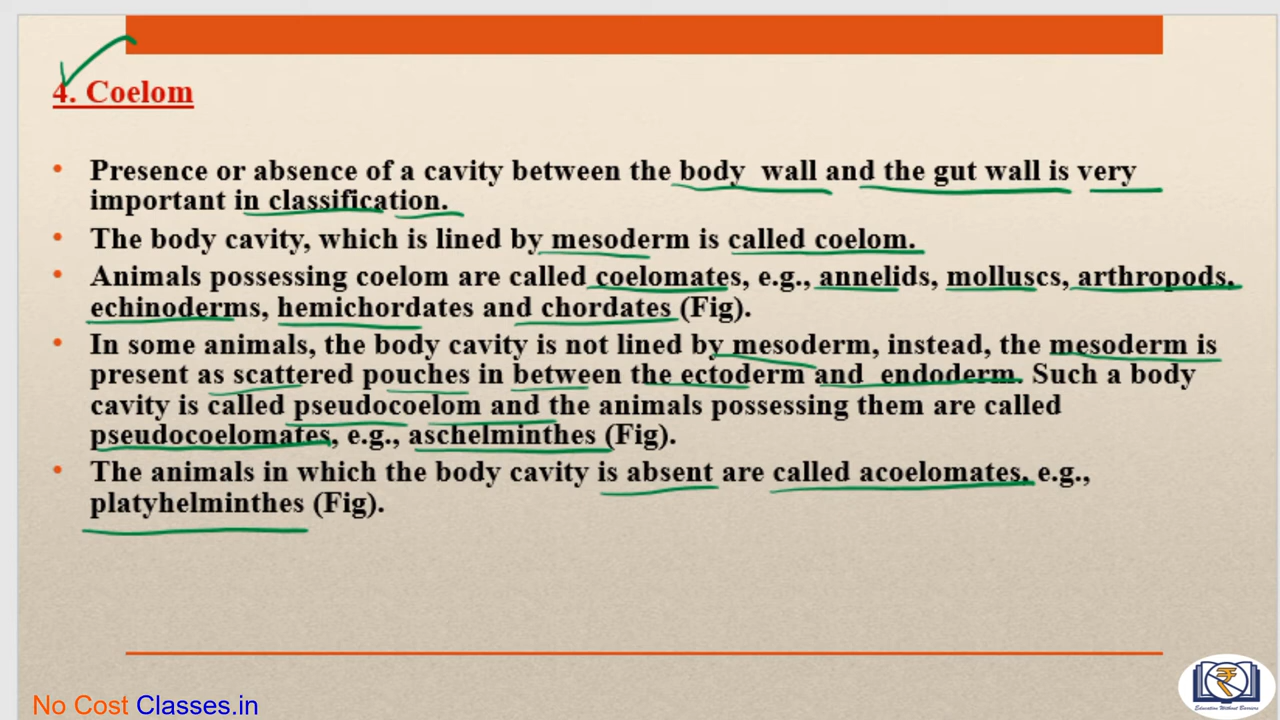 4. Coelom
• Presence or absence of a cavity between the body wall and the gut wall is very
important in classification.
• The body cavity, which is lined by mesoderm is called coelom.
• Animals possessing coelom are called coelomates, e.g., annelids, molluscs, arthropods,
echinoderms, hemichordates and chordates (Fig).
• In some animals, the body cavity is not lined by mesoderm, instead, the mesoderm is
present as scattered pouches in between the ectoderm and endoderm. Such a body
cavity is called pseudocoelom and the animals possessing them are called
pseudocoelomates, e.g., aschelminthes (Fig).
• The animals in which the body cavity is absent are called acoelomates, e.g.,
platyhelminthes (Fig).
No Cost Classes.in
Education Without Barriers